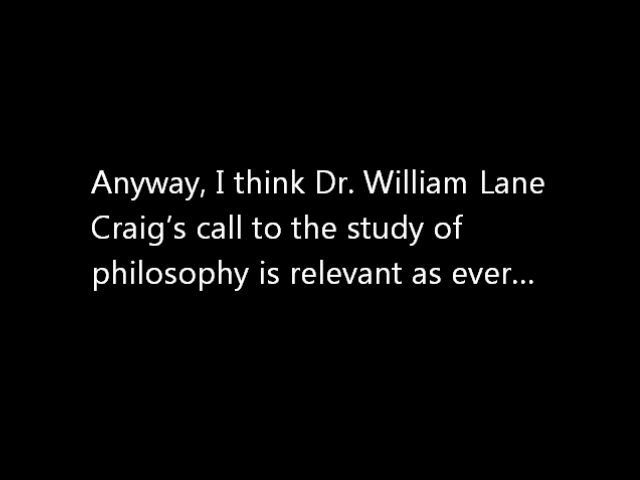 Anyway, I think Dr. William Lane
Craig’s call to the study of
philosophy is relevant as ever...